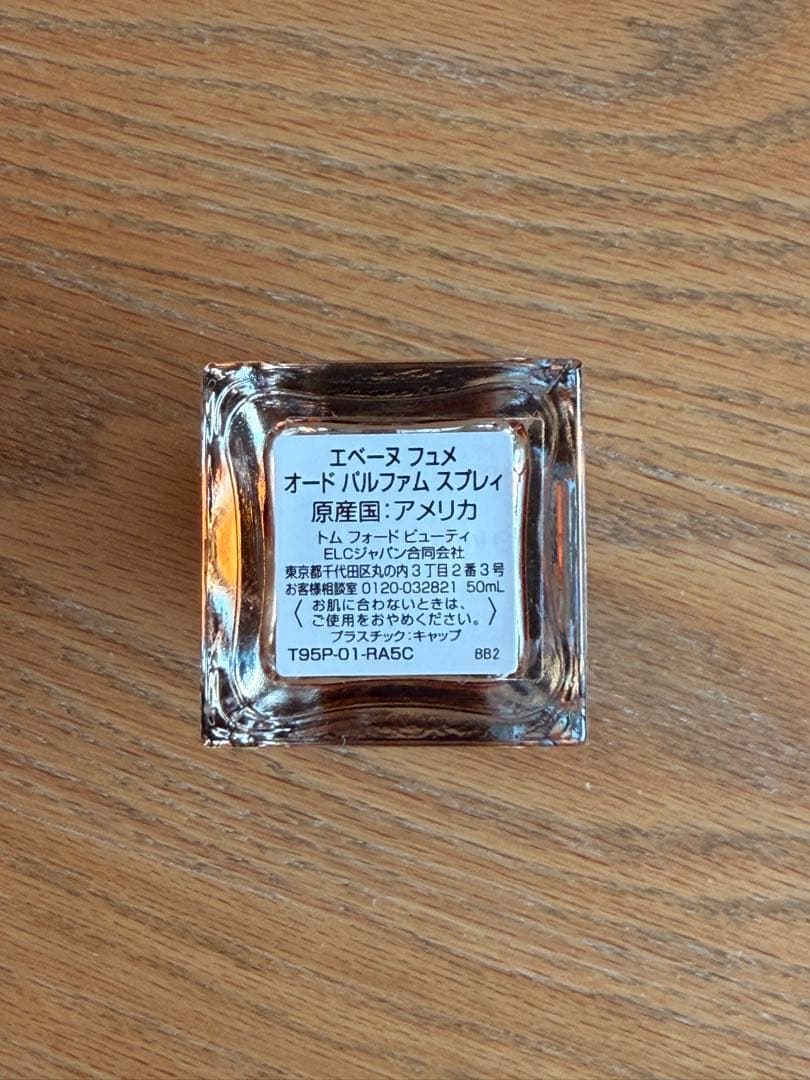 エベーヌ フュメ
オード パルファム スプレィ
原産国：アメリカ
トム フォード ビューティ
ELCジャパン合同会社
東京都千代田区丸の内３丁目２番３号
お客様相談室 0120-032821 50mL
〈お肌に合わないときは、
ご使用をおやめください。〉
プラスチック：キャップ
T95P-01-RA5C BB2